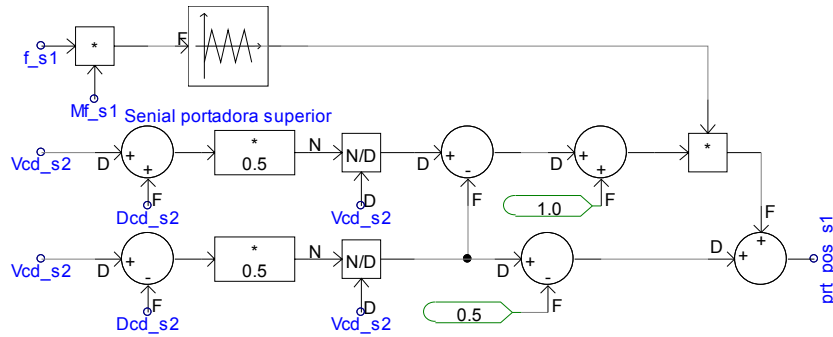 f_s1
*
F
Mf_s1
Senial portadora superior
Vcd_s2
D
+
+
F
Dcd_s2
*
0.5
N
N/D
D
Vcd_s2
D
+
-
F
D
+
+
F
1.0
*
Vcd_s2
D
+
-
F
Dcd_s2
*
0.5
N
N/D
D
Vcd_s2
D
+
-
F
0.5
D
+
+
F
prt_pos_s1